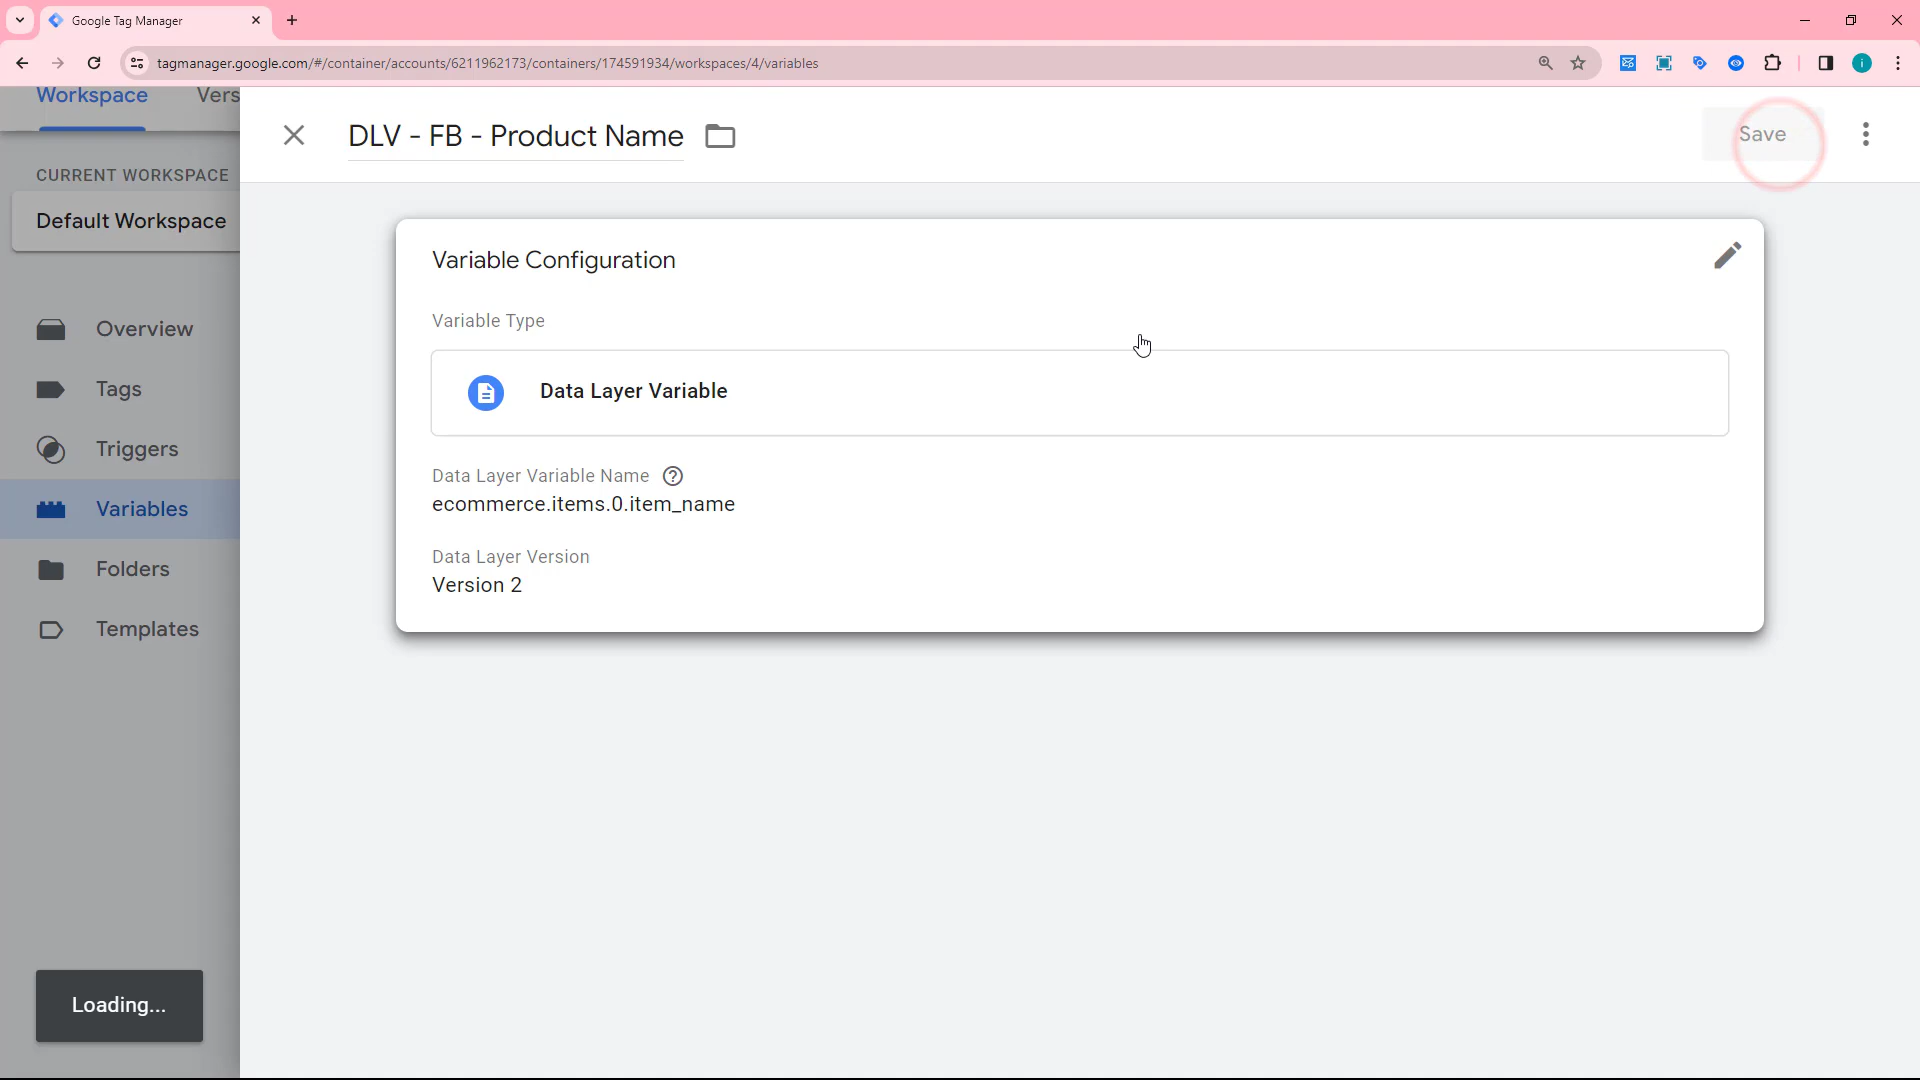 Google Tag Manager
tagmanager.google.com/#/container/accounts/6211962173/containers/174591934/workspaces/4/variables
i
Workspace
Vers
DLV - FB - Product Name
Save
CURRENT WORKSPACE
Default Workspace
Overview
Tags
Triggers
Variables
Folders
Templates
Variable Configuration
Variable Type
Data Layer Variable
Data Layer Variable Name
ecommerce.items.0.item_name
Data Layer Version
Version 2
Loading...